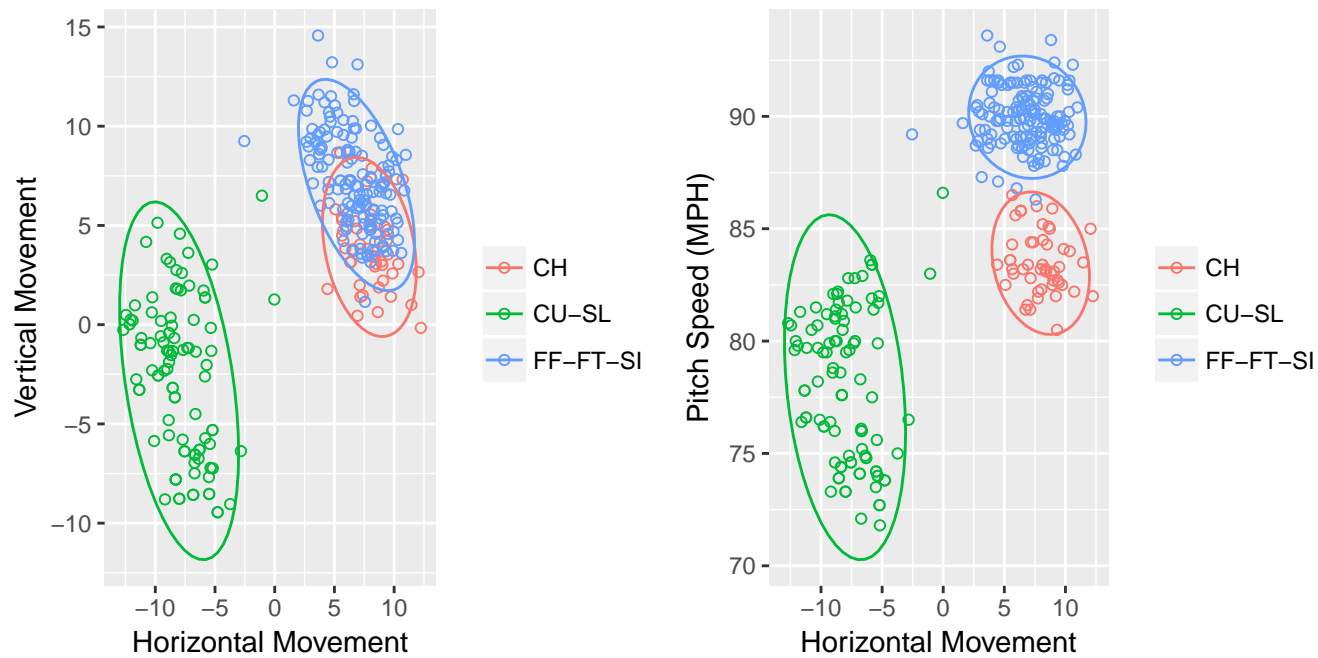 15
10
5
0
−5
−10
Vertical Movement
−10 −5 0 5 10
Horizontal Movement
CH
CU−SL
FF−FT−SI
90
85
80
75
70
Pitch Speed (MPH)
−10 −5 0 5 10
Horizontal Movement
CH
CU−SL
FF−FT−SI